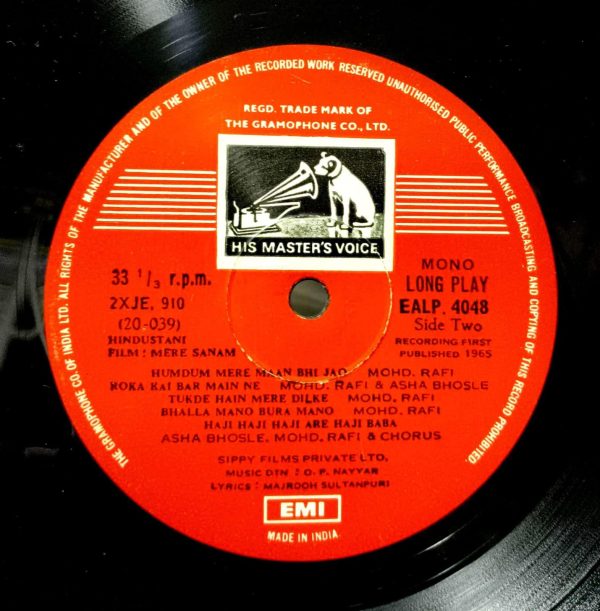 THE GRAMOPHONE CO. OF INDIA LTD. ALL RIGHTS OF THE MANUFACTURER AND OF THE OWNER OF THE RECORDED WORK RESERVED UNAUTHORISED PUBLIC PERFORMANCE BROADCASTING AND COPYING OF THIS RECORD PROHIBITED.
REGD. TRADE MARK OF
THE GRAMOPHONE CO., LTD.
HIS MASTER'S VOICE
33 1/3 r.p.m.
2XJE. 910
(20-039)
HINDUSTANI
FILM: MERE SANAM
MONO
LONG PLAY
EALP. 4048
Side Two
RECORDING FIRST
PUBLISHED 1965
HUMDUM MERE MAAN BHI JAO MOHD. RAFI
ROKA KAI BAR MAIN NE MOHD. RAFI & ASHA BHOSLE
TUKDE HAIN MERE DILKE MOHD. RAFI
BHALLA MANO BURA MANO MOHD. RAFI
HAJI HAJI HAJI ARE HAJI BABA
ASHA BHOSLE, MOHD. RAFI & CHORUS
SIPPY FILMS PRIVATE LTD,
MUSIC DTN : O. P. NAYYAR
LYRICS : MAJROOH SULTANPURI
EMI
MADE IN INDIA